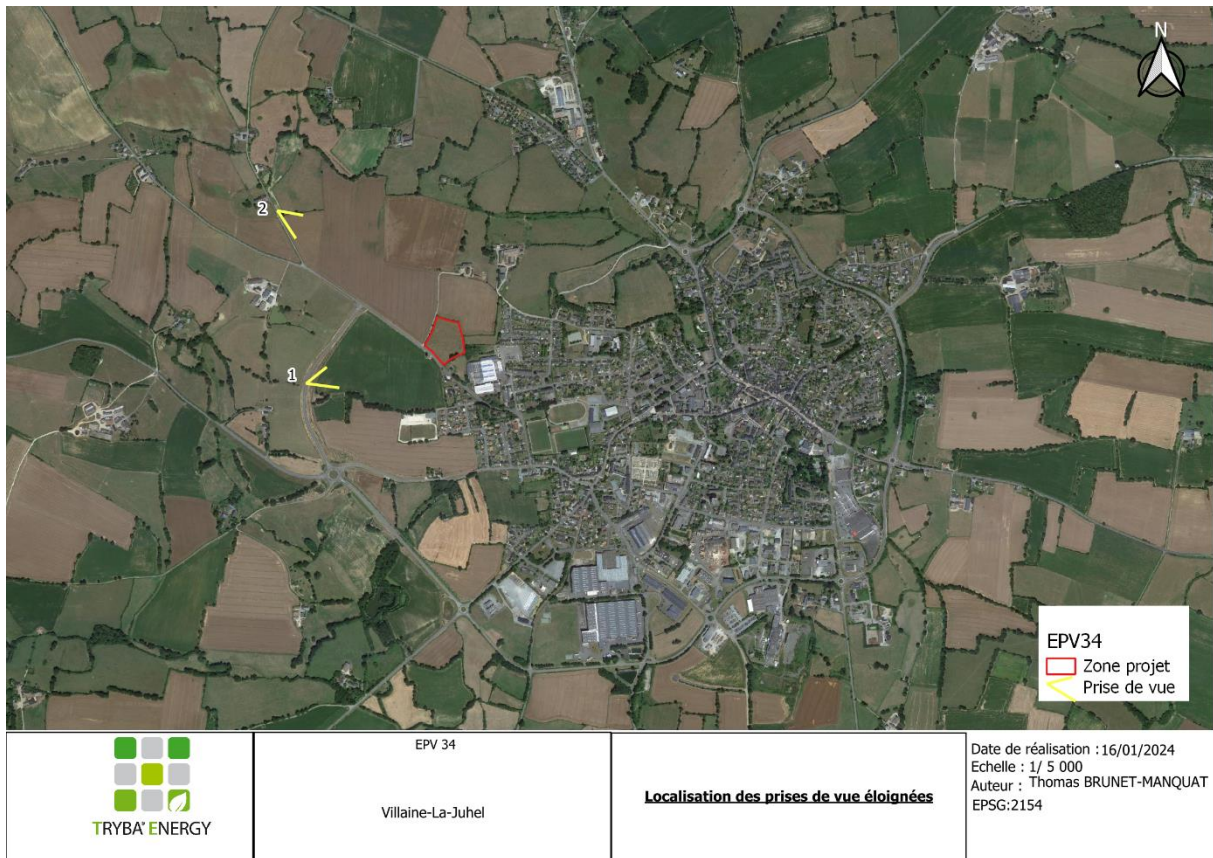 N
2
1
EPV34
Zone projet
Prise de vue
TRYBA® ENERGY
EPV 34
Villaine-La-Juhel
Localisation des prises de vue éloignées
Date de réalisation : 16/01/2024
Echelle : 1/ 5 000
Auteur : Thomas BRUNET-MANQUAT
EPSG:2154